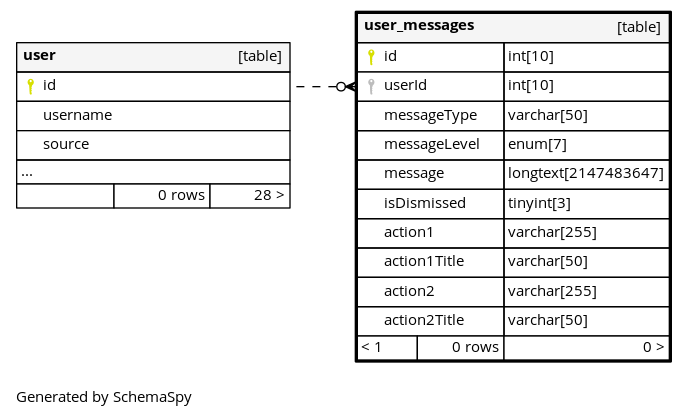 user [table]
id
username
source
...
0 rows 28 >
user_messages [table]
id int[10]
userId int[10]
messageType varchar[50]
messageLevel enum[7]
message longtext[2147483647]
isDismissed tinyint[3]
action1 varchar[255]
action1Title varchar[50]
action2 varchar[255]
action2Title varchar[50]
< 1 0 rows 0 >
Generated by SchemaSpy